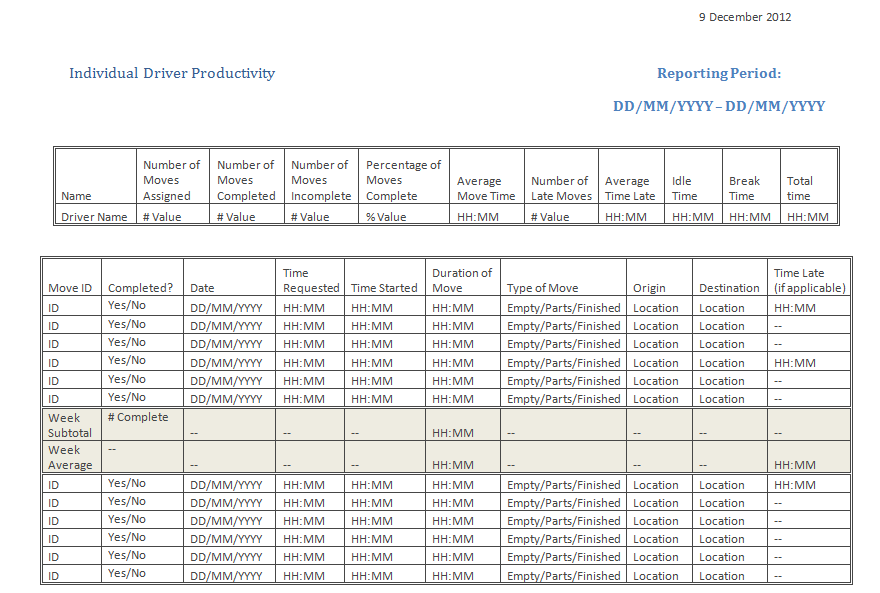 9 December 2012
Individual Driver Productivity
Reporting Period:
DD/MM/YYYY – DD/MM/YYYY
Name Number of Moves Assigned Number of Moves Completed Number of Moves Incomplete Percentage of Moves Complete Average Move Time Number of Late Moves Average Time Late Idle Time Break Time Total time
Driver Name # Value # Value # Value % Value HH:MM # Value HH:MM HH:MM HH:MM HH:MM
Move ID Completed? Date Time Requested Time Started Duration of Move Type of Move Origin Destination Time Late (if applicable)
ID Yes/No DD/MM/YYYY HH:MM HH:MM HH:MM Empty/Parts/Finished Location Location HH:MM
ID Yes/No DD/MM/YYYY HH:MM HH:MM HH:MM Empty/Parts/Finished Location Location --
ID Yes/No DD/MM/YYYY HH:MM HH:MM HH:MM Empty/Parts/Finished Location Location --
ID Yes/No DD/MM/YYYY HH:MM HH:MM HH:MM Empty/Parts/Finished Location Location HH:MM
ID Yes/No DD/MM/YYYY HH:MM HH:MM HH:MM Empty/Parts/Finished Location Location --
ID Yes/No DD/MM/YYYY HH:MM HH:MM HH:MM Empty/Parts/Finished Location Location --
Week Subtotal # Complete -- -- -- HH:MM -- -- -- --
Week Average -- -- -- -- HH:MM -- -- -- HH:MM
ID Yes/No DD/MM/YYYY HH:MM HH:MM HH:MM Empty/Parts/Finished Location Location HH:MM
ID Yes/No DD/MM/YYYY HH:MM HH:MM HH:MM Empty/Parts/Finished Location Location --
ID Yes/No DD/MM/YYYY HH:MM HH:MM HH:MM Empty/Parts/Finished Location Location --
ID Yes/No DD/MM/YYYY HH:MM HH:MM HH:MM Empty/Parts/Finished Location Location --
ID Yes/No DD/MM/YYYY HH:MM HH:MM HH:MM Empty/Parts/Finished Location Location --
ID Yes/No DD/MM/YYYY HH:MM HH:MM HH:MM Empty/Parts/Finished Location Location --